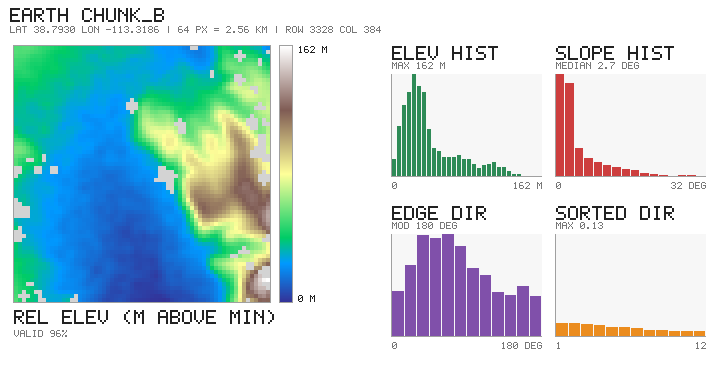 EARTH CHUNK_B
LAT 38.7930 LON -113.3186 | 64 PX = 2.56 KM | ROW 3328 COL 384
162 M
0 M
REL ELEV (M ABOVE MIN)
VALID 96%
ELEV HIST
MAX 162 M
0 162 M
SLOPE HIST
MEDIAN 2.7 DEG
0 32 DEG
EDGE DIR
MOD 180 DEG
0 180 DEG
SORTED DIR
MAX 0.13
1 12